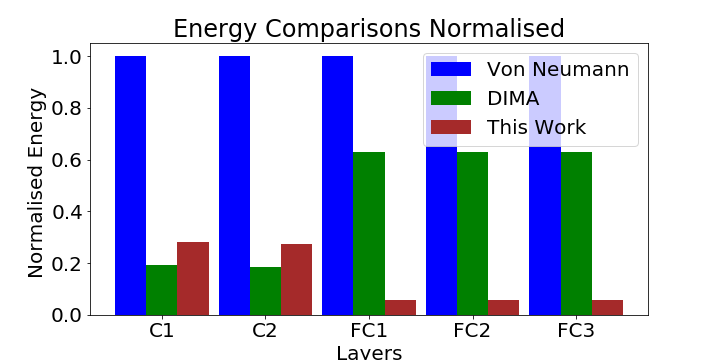 Energy Comparisons Normalised
Normalised Energy
1.0
0.8
0.6
0.4
0.2
0.0
Von Neumann
DIMA
This Work
C1 C2 FC1 FC2 FC3
Layers